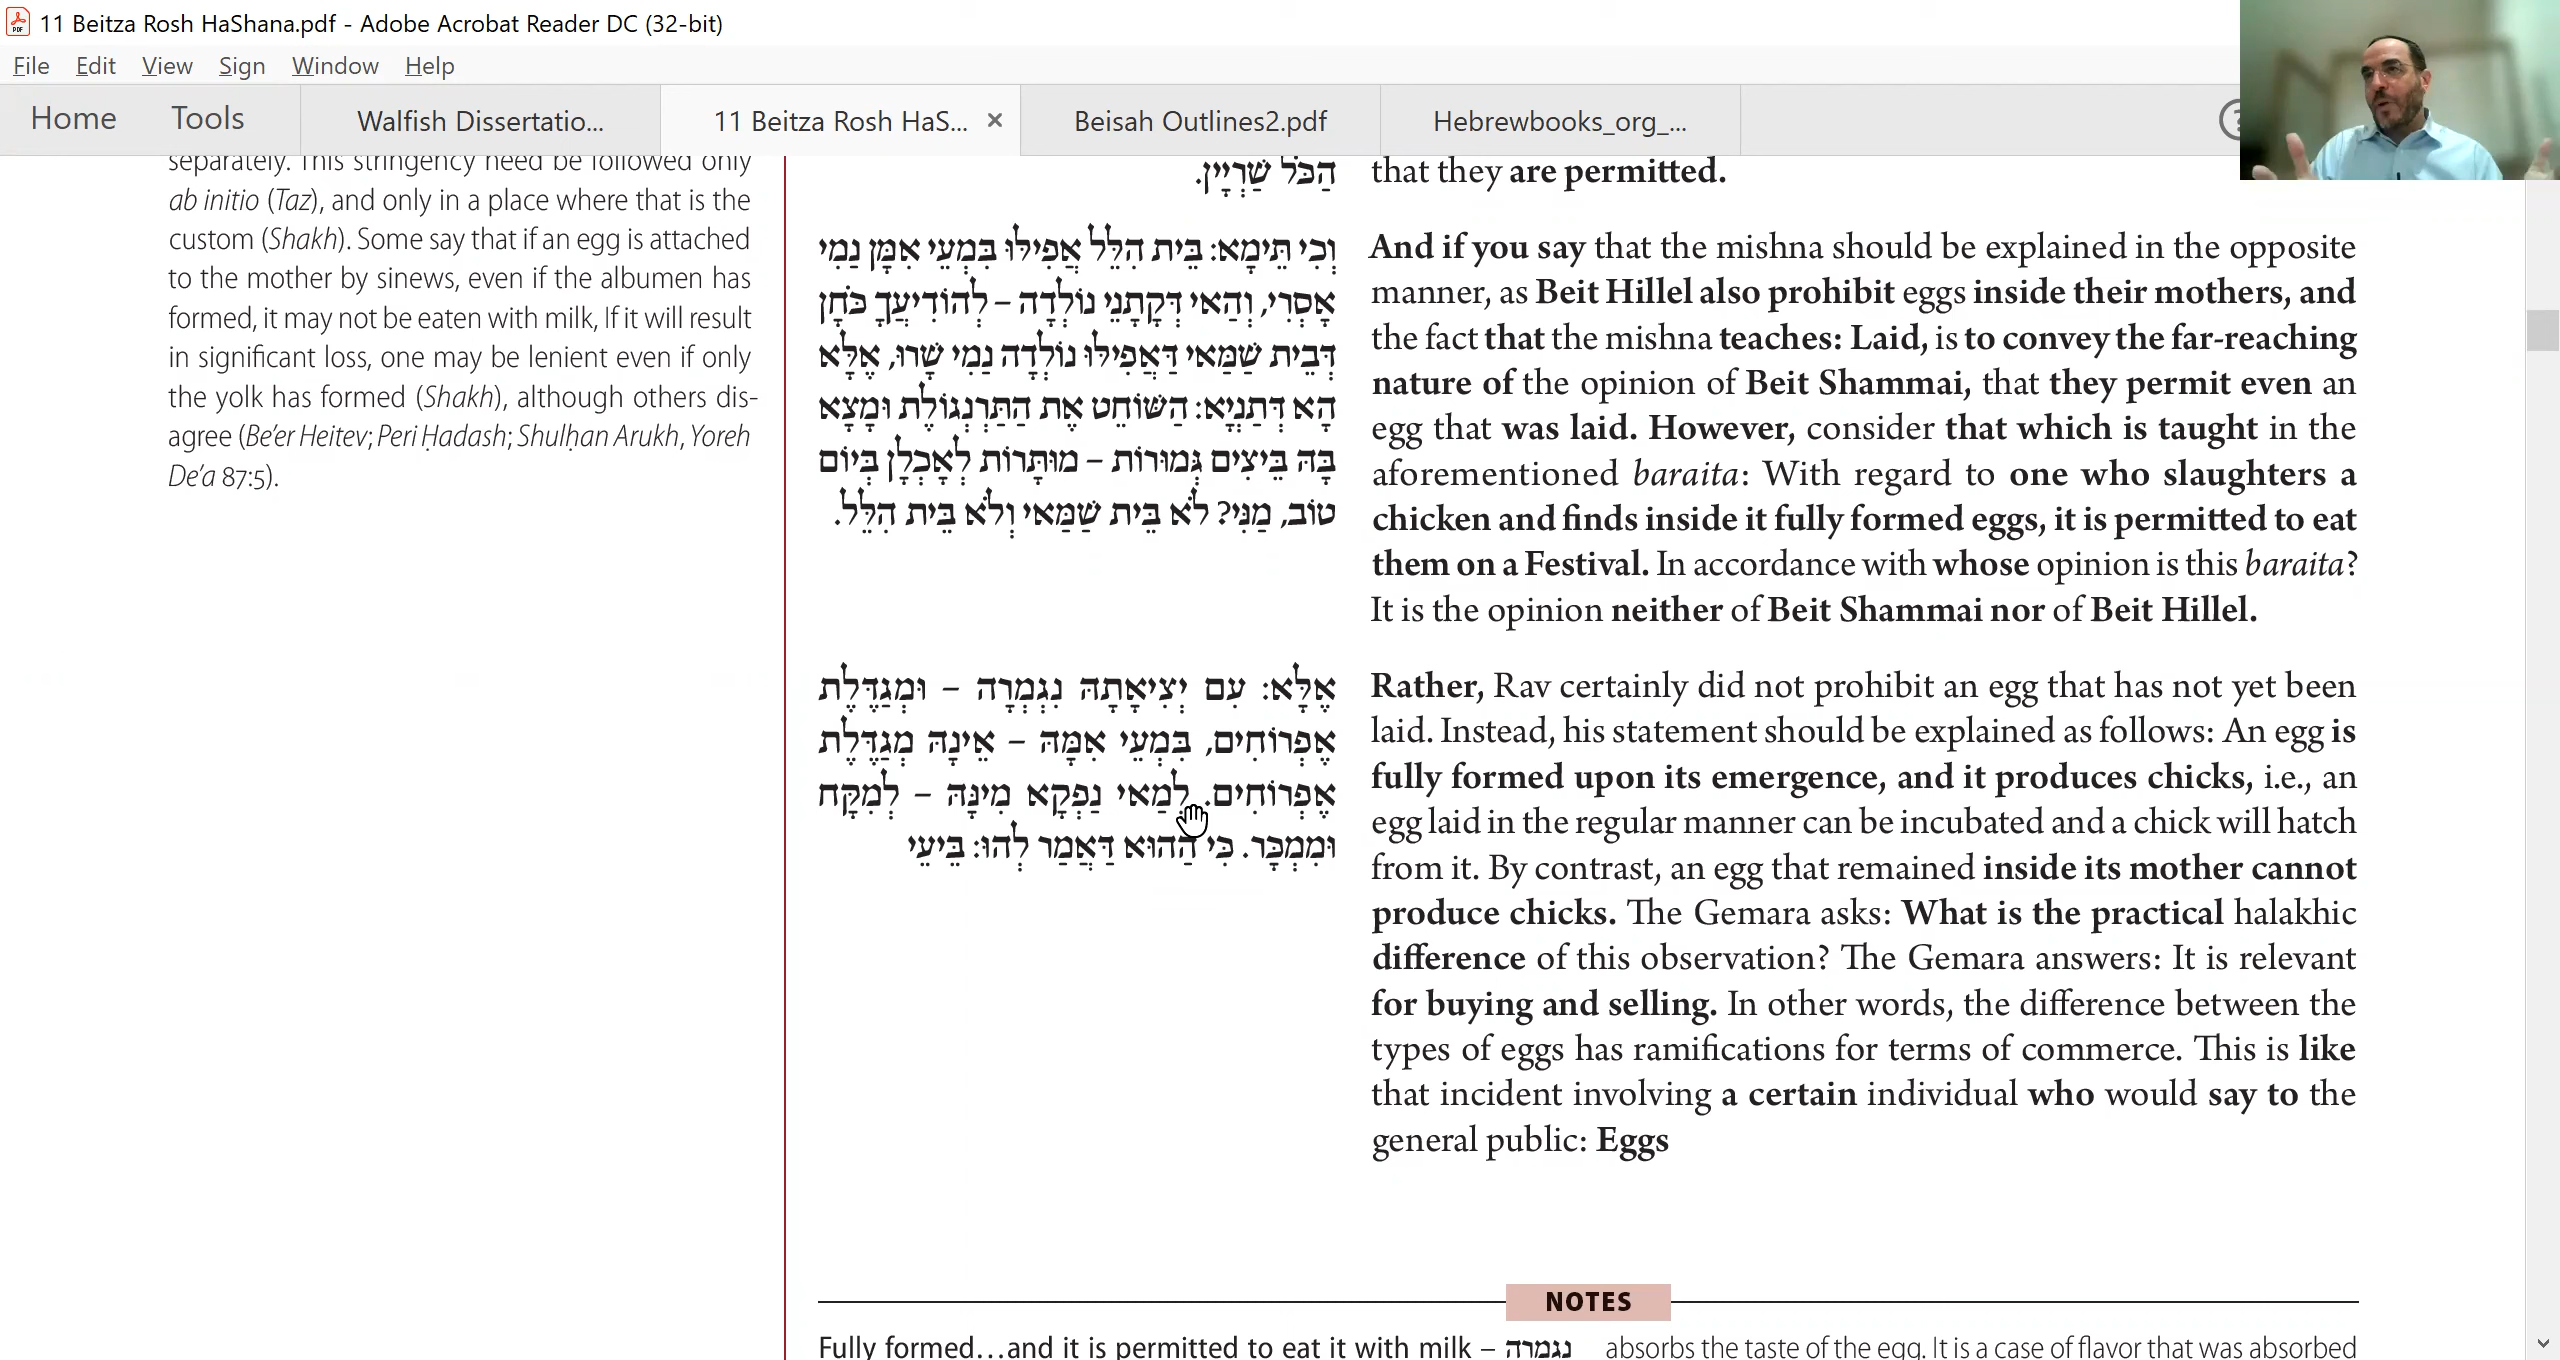 11 Beitza Rosh HaShana.pdf - Adobe Acrobat Reader DC (32-bit)
File Edit View Sign Window Help
Home Tools Walfish Dissertatio... 11 Beitza Rosh HaS... × Beisah Outlines2.pdf Hebrewbooks_org_...
separately. This stringency need be followed only
ab initio (Taz), and only in a place where that is the
custom (Shakh). Some say that if an egg is attached
to the mother by sinews, even if the albumen has
formed, it may not be eaten with milk, If it will result
in significant loss, one may be lenient even if only
the yolk has formed (Shakh), although others dis-
agree (Be'er Heitev; Peri Ḥadash; Shulḥan Arukh, Yoreh
De'a 87:5).
הַכֹּל שַׁרְיָין.
וְכִי תֵּימָא: בֵּית הִלֵּל אֲפִילּוּ בִּמְעֵי אִמָּן נַמִי
אָסְרִי, וְהַאי דְּקָתָנֵי נוֹלְדָה – לְהוֹדִיעֲךָ כֹּחָן
דְּבֵית שַׁמַּאי דַּאֲפִילּוּ נוֹלְדָה נַמִי שָׁרוּ, אֶלָּא
הָא דְּתַנְיָא: הַשּׁוֹחֵט אֶת הַתַּרְנְגוֹלֶת וּמָצָא
בָּהּ בֵּיצִים גְּמוּרוֹת – מוּתָּרוֹת לְאָכְלָן בְּיוֹם
טוֹב, מַנִּי? לֹא בֵּית שַׁמַּאי וְלֹא בֵּית הִלֵּל.
אֶלָּא: עִם יְצִיאָתָהּ נִגְמְרָה – וּמְגַדֶּלֶת
אֶפְרוֹחִים, בִּמְעֵי אִמָּהּ – אֵינָהּ מְגַדֶּלֶת
אֶפְרוֹחִים. לְמַאי נַפְקָא מִינָּהּ – לְמִקָּח
וּמִמְכָּר. כִּי הַהוּא דַּאֲמַר לְהוּ: בֵּיעֵי
that they are permitted.
And if you say that the mishna should be explained in the opposite
manner, as Beit Hillel also prohibit eggs inside their mothers, and
the fact that the mishna teaches: Laid, is to convey the far-reaching
nature of the opinion of Beit Shammai, that they permit even an
egg that was laid. However, consider that which is taught in the
aforementioned baraita: With regard to one who slaughters a
chicken and finds inside it fully formed eggs, it is permitted to eat
them on a Festival. In accordance with whose opinion is this baraita?
It is the opinion neither of Beit Shammai nor of Beit Hillel.
Rather, Rav certainly did not prohibit an egg that has not yet been
laid. Instead, his statement should be explained as follows: An egg is
fully formed upon its emergence, and it produces chicks, i.e., an
egg laid in the regular manner can be incubated and a chick will hatch
from it. By contrast, an egg that remained inside its mother cannot
produce chicks. The Gemara asks: What is the practical halakhic
difference of this observation? The Gemara answers: It is relevant
for buying and selling. In other words, the difference between the
types of eggs has ramifications for terms of commerce. This is like
that incident involving a certain individual who would say to the
general public: Eggs
NOTES
Fully formed…and it is permitted to eat it with milk – נגמרה
absorbs the taste of the egg. It is a case of flavor that was absorbed